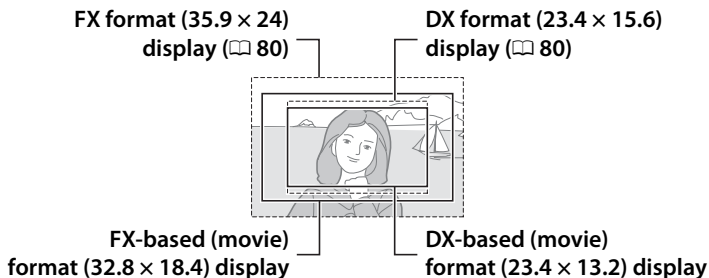 FX format (35.9 × 24)
display (📖 80)
DX format (23.4 × 15.6)
display (📖 80)
FX-based (movie)
format (32.8 × 18.4) display
DX-based (movie)
format (23.4 × 13.2) display